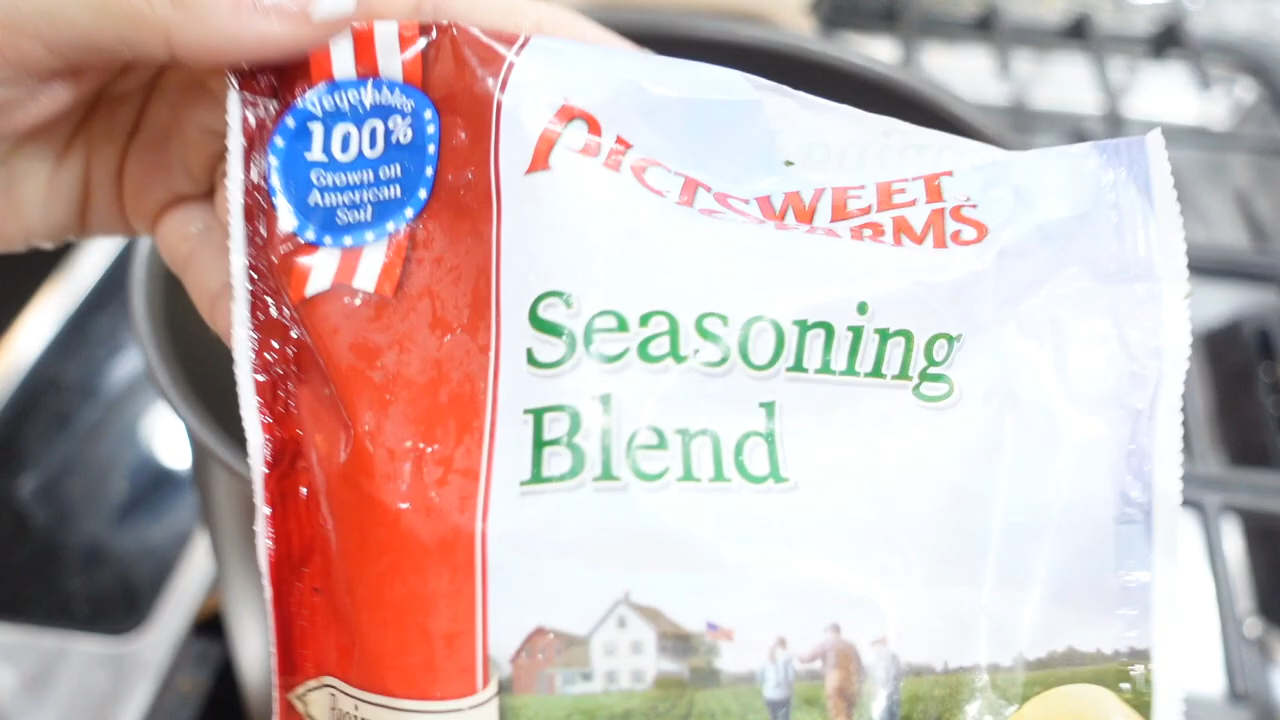 Vegetables
100%
Grown on
American
Soil
PICTSWEET
FARMS
Seasoning
Blend